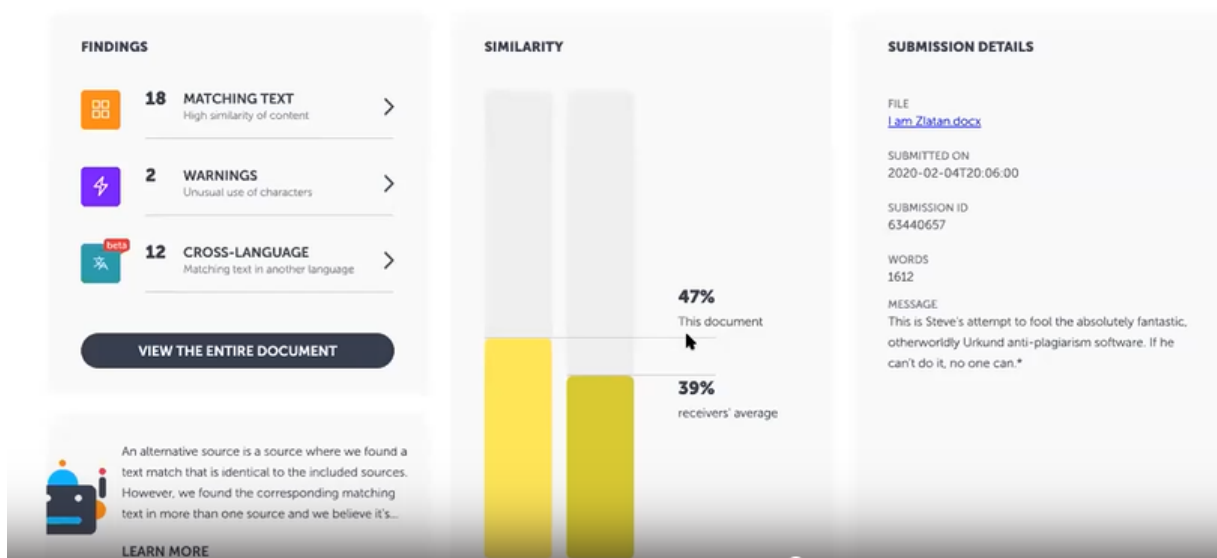 FINDINGS
18 MATCHING TEXT
High similarity of content
2 WARNINGS
Unusual use of characters
beta
12 CROSS-LANGUAGE
Matching text in another language
VIEW THE ENTIRE DOCUMENT
An alternative source is a source where we found a
text match that is identical to the included sources.
However, we found the corresponding matching
text in more than one source and we believe it's...
LEARN MORE
SIMILARITY
47%
This document
39%
receivers' average
SUBMISSION DETAILS
FILE
I am Zlatan.docx
SUBMITTED ON
2020-02-04T20:06:00
SUBMISSION ID
63440657
WORDS
1612
MESSAGE
This is Steve's attempt to fool the absolutely fantastic,
otherworldly Urkund anti-plagiarism software. If he
can't do it, no one can.*